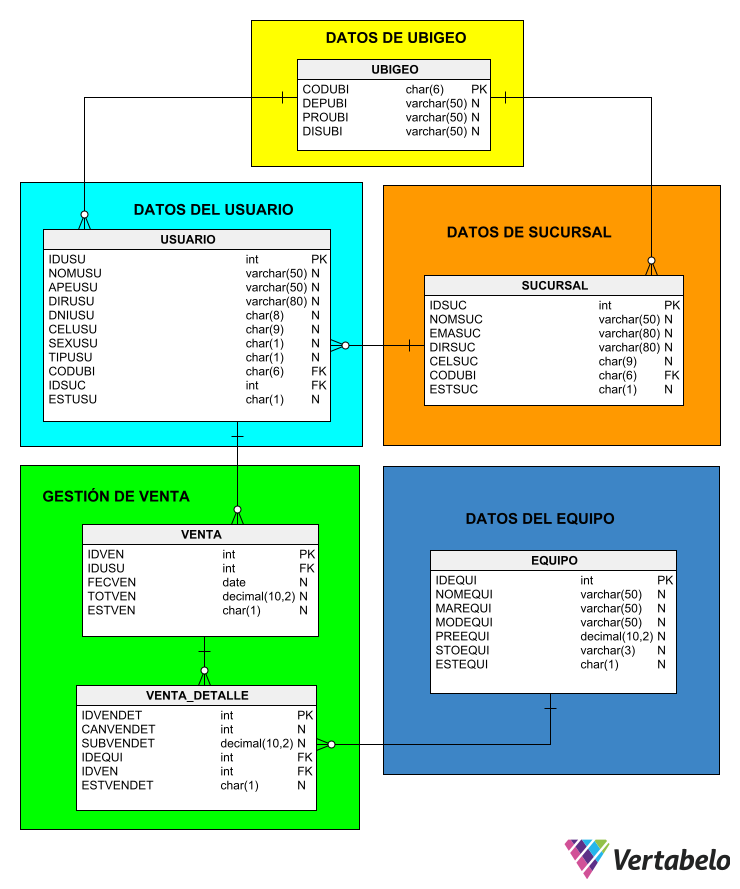 DATOS DE UBIGEO
UBIGEO
CODUBI char(6) PK
DEPUBI varchar(50) N
PROUBI varchar(50) N
DISUBI varchar(50) N
DATOS DEL USUARIO
USUARIO
IDUSU int PK
NOMUSU varchar(50) N
APEUSU varchar(50) N
DIRUSU varchar(80) N
DNIUSU char(8) N
CELUSU char(9) N
SEXUSU char(1) N
TIPUSU char(1) N
CODUBI char(6) FK
IDSUC int FK
ESTUSU char(1) N
DATOS DE SUCURSAL
SUCURSAL
IDSUC int PK
NOMSUC varchar(50) N
EMASUC varchar(80) N
DIRSUC varchar(80) N
CELSUC char(9) N
CODUBI char(6) FK
ESTSUC char(1) N
GESTIÓN DE VENTA
VENTA
IDVEN int PK
IDUSU int FK
FECVEN date N
TOTVEN decimal(10,2) N
ESTVEN char(1) N
VENTA_DETALLE
IDVENDET int PK
CANVENDET int N
SUBVENDET decimal(10,2) N
IDEQUI int FK
IDVEN int FK
ESTVENDET char(1) N
DATOS DEL EQUIPO
EQUIPO
IDEQUI int PK
NOMEQUI varchar(50) N
MAREQUI varchar(50) N
MODEQUI varchar(50) N
PREEQUI decimal(10,2) N
STOEQUI varchar(3) N
ESTEQUI char(1) N
Vertabelo